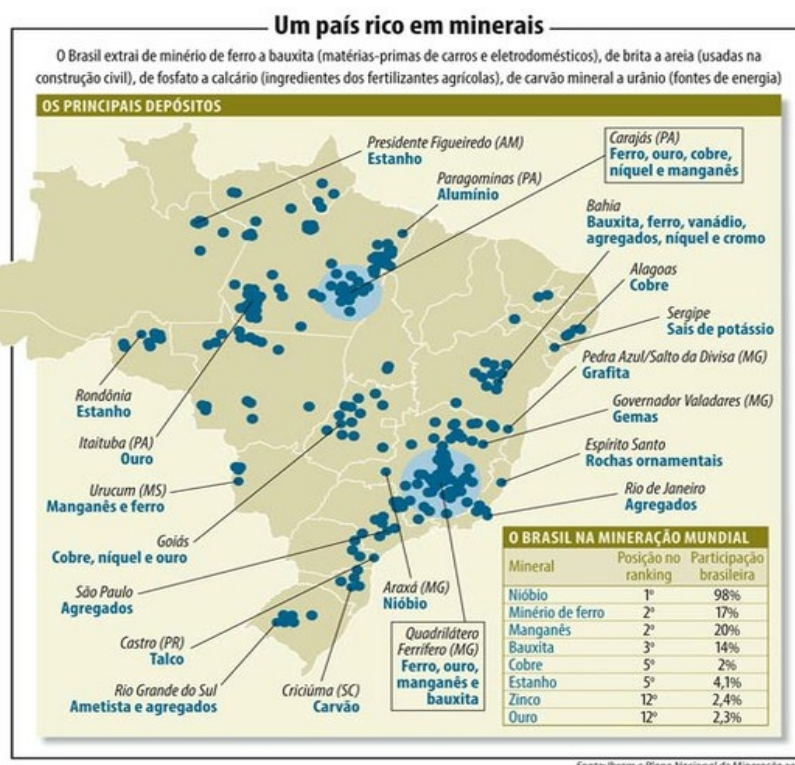 Um país rico em minerais
O Brasil extrai de minério de ferro a bauxita (matérias-primas de carros e eletrodomésticos), de brita a areia (usadas na
construção civil), de fosfato a calcário (ingredientes dos fertilizantes agrícolas), de carvão mineral a urânio (fontes de energia)
OS PRINCIPAIS DEPÓSITOS
Presidente Figueiredo (AM)
Estanho
Paragominas (PA)
Alumínio
Carajás (PA)
Ferro, ouro, cobre,
níquel e manganês
Bahia
Bauxita, ferro, vanádio,
agregados, níquel e cromo
Alagoas
Cobre
Sergipe
Sais de potássio
Pedra Azul/Salto da Divisa (MG)
Grafita
Governador Valadares (MG)
Gemas
Espírito Santo
Rochas ornamentais
Rio de Janeiro
Agregados
Rondônia
Estanho
Itaituba (PA)
Ouro
Urucum (MS)
Manganês e ferro
Goiás
Cobre, níquel e ouro
São Paulo
Agregados
Castro (PR)
Talco
Rio Grande do Sul
Ametista e agregados
Criciúma (SC)
Carvão
Araxá (MG)
Nióbio
Quadrilátero
Ferrífero (MG)
Ferro, ouro,
manganês e
bauxita
O BRASIL NA MINERAÇÃO MUNDIAL
Mineral Posição no ranking Participação brasileira
Nióbio 1º 98%
Minério de ferro 2º 17%
Manganês 2º 20%
Bauxita 3º 14%
Cobre 5º 2%
Estanho 5º 4,1%
Zinco 12º 2,4%
Ouro 12º 2,3%